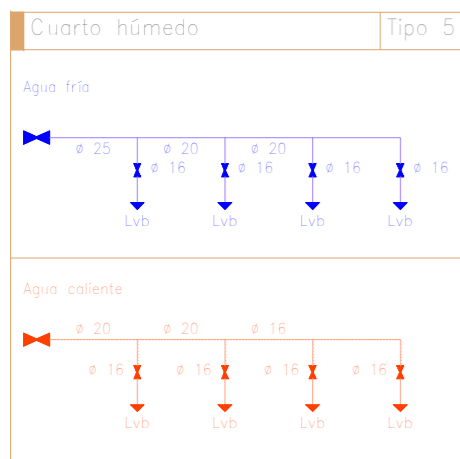 Cuarto húmedo Tipo 5
Agua fría
ø 25 ø 20 ø 20
ø 16 ø 16 ø 16 ø 16
Lvb Lvb Lvb Lvb
Agua caliente
ø 20 ø 20 ø 16
ø 16 ø 16 ø 16 ø 16
Lvb Lvb Lvb Lvb